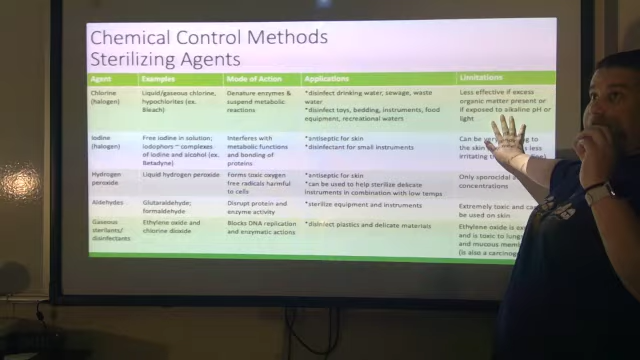 Chemical Control Methods
Sterilizing Agents
Agent Examples Mode of Action Applications Limitations
Chlorine (halogen)
Liquid/gaseous chlorine, hypochlorites (ex. Bleach)
Denature enzymes & suspend metabolic reactions
*disinfect drinking water, sewage, waste water
*disinfect toys, bedding, instruments, food equipment, recreational waters
Less effective if excess organic matter present or if exposed to alkaline pH or light
Iodine (halogen)
Free iodine in solution; iodophors ~ complexes of iodine and alcohol (ex. Betadyne)
Interferes with metabolic functions and bonding of proteins
*antiseptic for skin
*disinfectant for small instruments
Can be very to the skin less irritating
Hydrogen peroxide
Liquid hydrogen peroxide
Forms toxic oxygen free radicals harmful to cells
*antiseptic for skin
*can be used to help sterilize delicate instruments in combination with low temps
Only sporocidal concentrations
Aldehydes
Glutaraldehyde; formaldehyde
Disrupt protein and enzyme activity
*sterilize equipment and instruments
Extremely toxic and be used on skin
Gaseous sterilants/ disinfectants
Ethylene oxide and chlorine dioxide
Blocks DNA replication and enzymatic actions
*disinfect plastics and delicate materials
Ethylene oxide is and is toxic to lungs and mucous (is also a carcinog